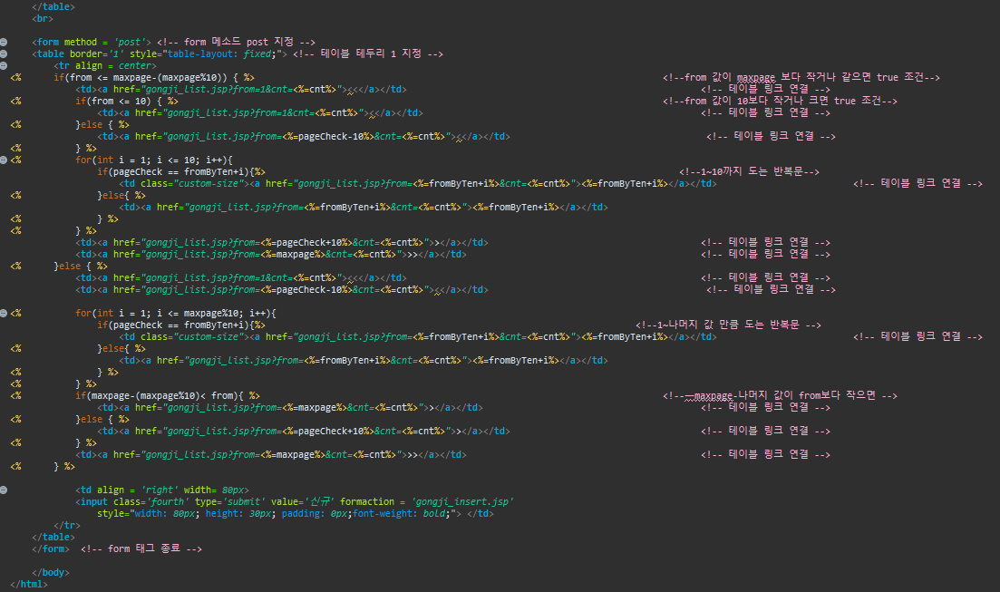 </table>
<br>
<form method = 'post'> <!-- form 메소드 post 지정 -->
<table border='1' style="table-layout: fixed;"> <!-- 테이블 테두리 1 지정 -->
<tr align = center>
<% if(from <= maxpage-(maxpage%10)) { %> <!--from 값이 maxpage 보다 작거나 같으면 true 조건-->
<td><a href="gongji_list.jsp?from=1&cnt=<%=cnt%>"><<</a></td> <!-- 테이블 링크 연결 -->
<% if(from <= 10) { %> <!--from 값이 10보다 작거나 크면 true 조건-->
<td><a href="gongji_list.jsp?from=1&cnt=<%=cnt%>"><</a></td> <!-- 테이블 링크 연결 -->
<% }else { %>
<td><a href="gongji_list.jsp?from=<%=pageCheck-10%>&cnt=<%=cnt%>"><</a></td> <!-- 테이블 링크 연결 -->
<% } %>
<% for(int i = 1; i <= 10; i++){
if(pageCheck == fromByTen+i){%> <!--1~10까지 도는 반복문-->
<td class="custom-size"><a href="gongji_list.jsp?from=<%=fromByTen+i%>&cnt=<%=cnt%>"><%=fromByTen+i%></a></td> <!-- 테이블 링크 연결 -->
<% }else{ %>
<td><a href="gongji_list.jsp?from=<%=fromByTen+i%>&cnt=<%=cnt%>"><%=fromByTen+i%></a></td>
<% } %>
<% } %>
<td><a href="gongji_list.jsp?from=<%=pageCheck+10%>&cnt=<%=cnt%>">></a></td> <!-- 테이블 링크 연결 -->
<td><a href="gongji_list.jsp?from=<%=maxpage%>&cnt=<%=cnt%>">>></a></td> <!-- 테이블 링크 연결 -->
<% }else { %>
<td><a href="gongji_list.jsp?from=1&cnt=<%=cnt%>"><<</a></td> <!-- 테이블 링크 연결 -->
<td><a href="gongji_list.jsp?from=<%=pageCheck-10%>&cnt=<%=cnt%>"><</a></td> <!-- 테이블 링크 연결 -->
<% for(int i = 1; i <= maxpage%10; i++){
if(pageCheck == fromByTen+i){%> <!--1~나머지 값 만큼 도는 반복문 -->
<td class="custom-size"><a href="gongji_list.jsp?from=<%=fromByTen+i%>&cnt=<%=cnt%>"><%=fromByTen+i%></a></td> <!-- 테이블 링크 연결 -->
<% }else{ %>
<td><a href="gongji_list.jsp?from=<%=fromByTen+i%>&cnt=<%=cnt%>"><%=fromByTen+i%></a></td>
<% } %>
<% } %>
<% if(maxpage-(maxpage%10)< from){ %> <!--ㅡmaxpage-나머지 값이 from보다 작으면 -->
<td><a href="gongji_list.jsp?from=<%=maxpage%>&cnt=<%=cnt%>">></a></td> <!-- 테이블 링크 연결 -->
<% }else { %>
<td><a href="gongji_list.jsp?from=<%=pageCheck+10%>&cnt=<%=cnt%>">></a></td> <!-- 테이블 링크 연결 -->
<% } %>
<td><a href="gongji_list.jsp?from=<%=maxpage%>&cnt=<%=cnt%>">>></a></td> <!-- 테이블 링크 연결 -->
<% } %>
<td align = 'right' width= 80px>
<input class='fourth' type='submit' value='신규' formaction = 'gongji_insert.jsp'
style="width: 80px; height: 30px; padding: 0px;font-weight: bold;"> </td>
</tr>
</table>
</form> <!-- form 태그 종료 -->
</body>
</html>